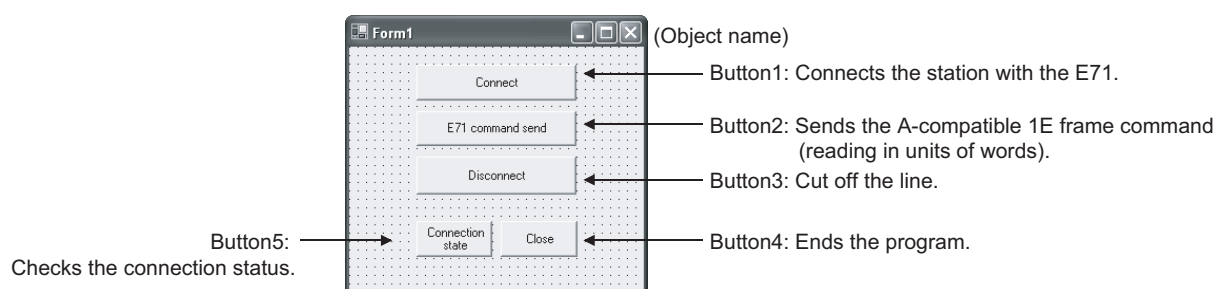 Form1
(Object name)
Connect
Button1: Connects the station with the E71.
E71 command send
Button2: Sends the A-compatible 1E frame command
(reading in units of words).
Disconnect
Button3: Cut off the line.
Button5:
Checks the connection status.
Connection
state
Close
Button4: Ends the program.